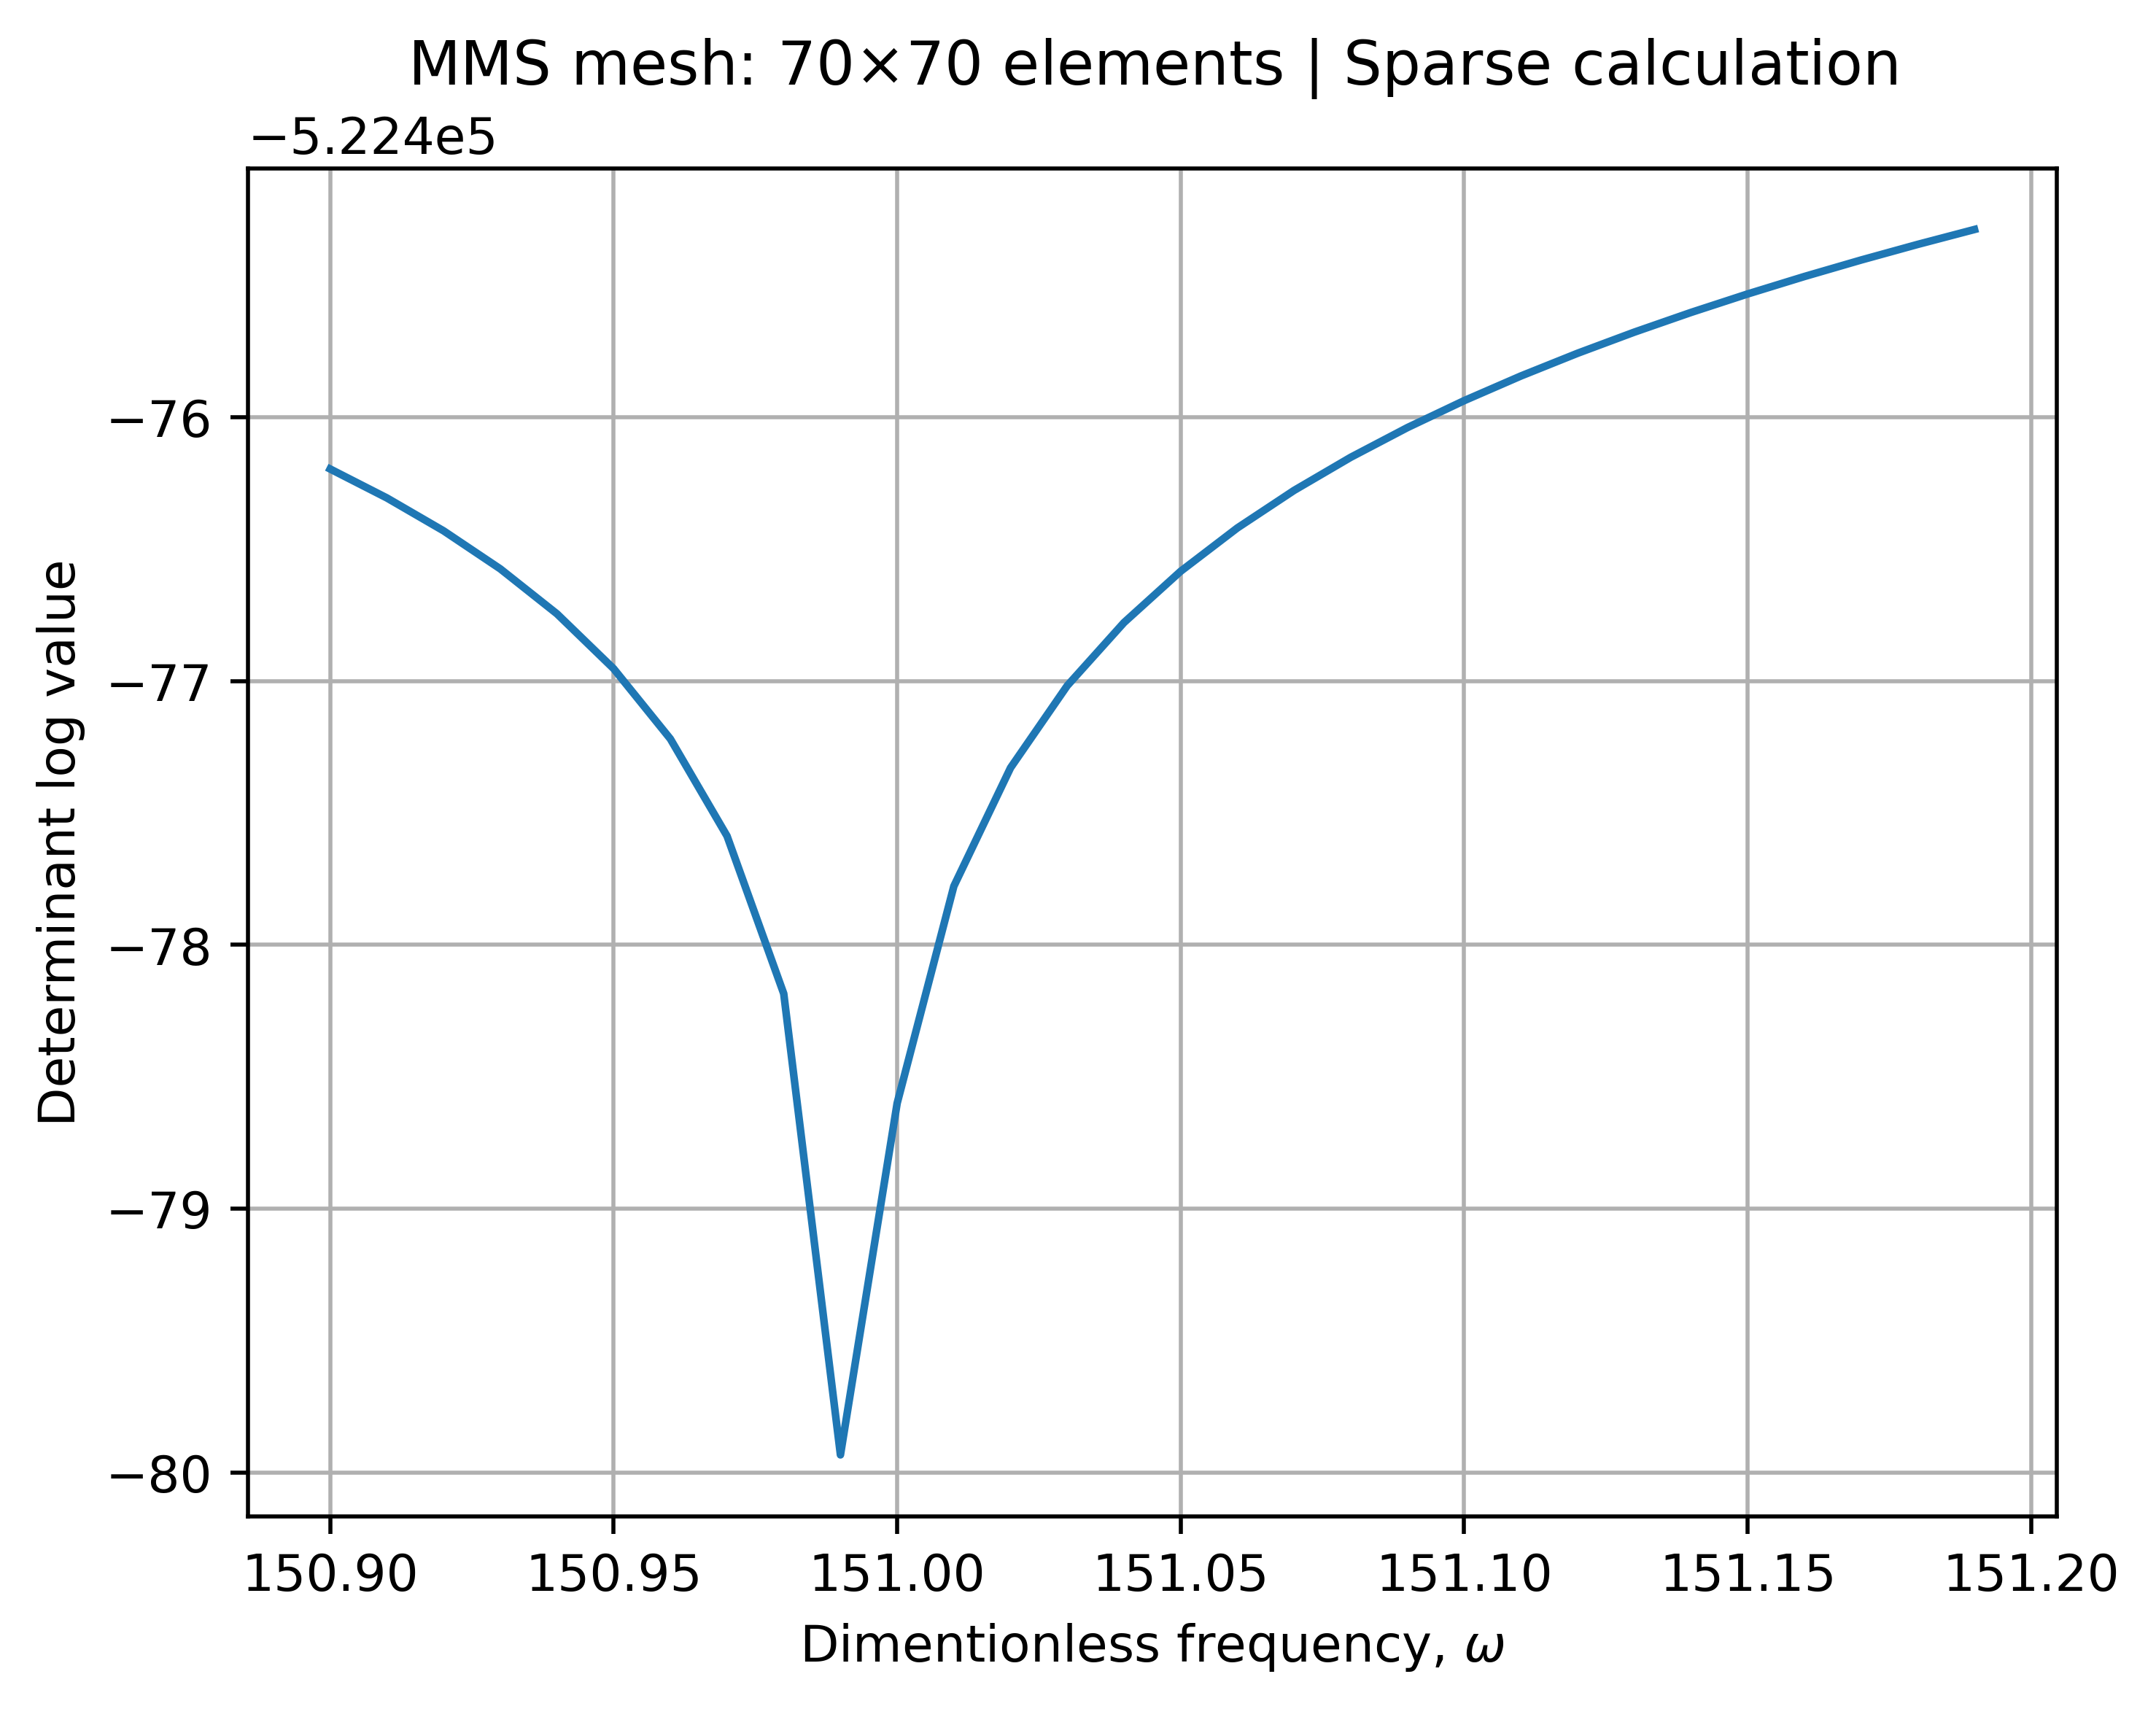 MMS mesh: 70×70 elements | Sparse calculation
−5.224e5
−76
−77
−78
−79
−80
Determinant log value
150.90 150.95 151.00 151.05 151.10 151.15 151.20
Dimentionless frequency, ω